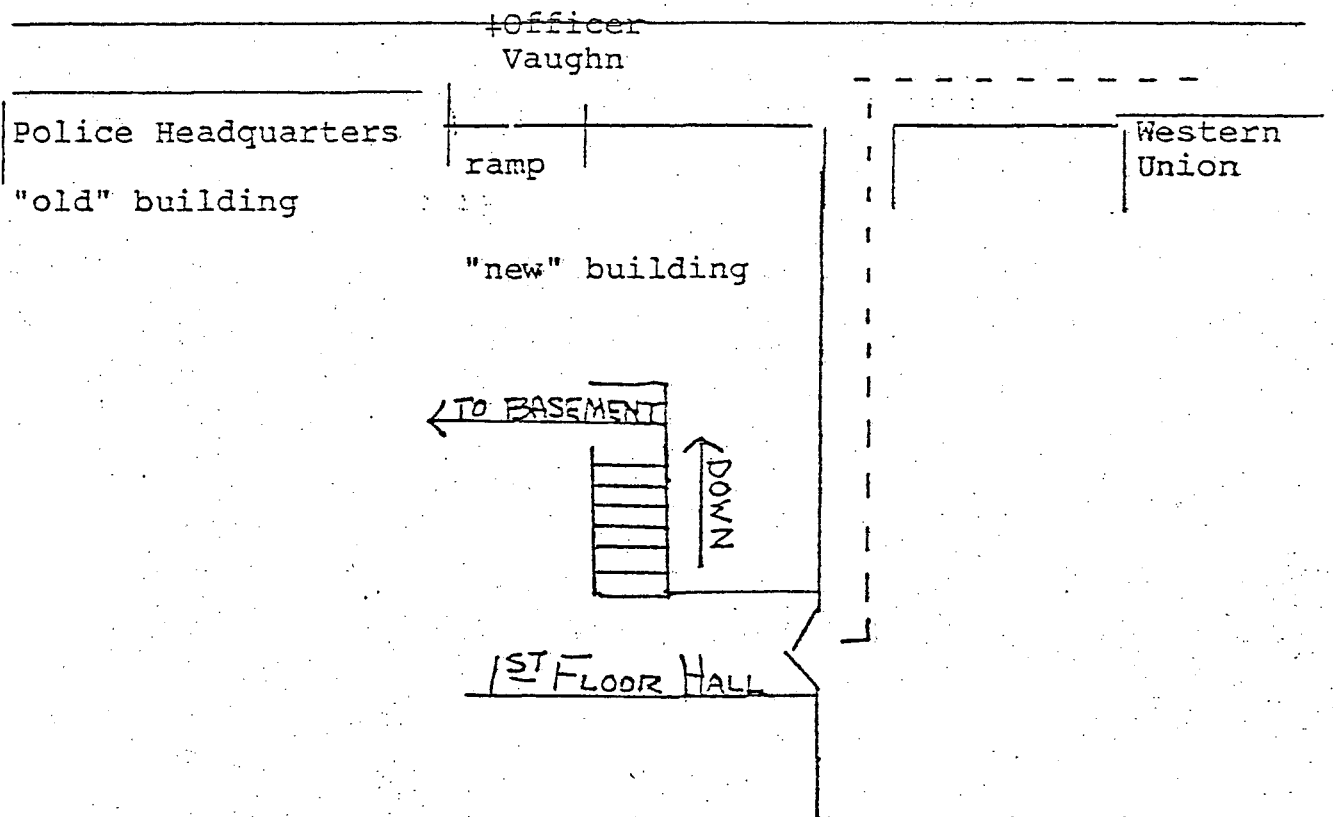 +Officer
Vaughn
Police Headquarters
"old" building
ramp
"new" building
Western
Union
TO BASEMENT
DOWN
1ST FLOOR HALL